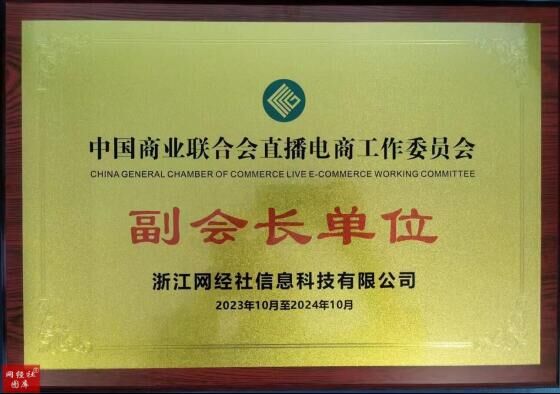 中国商业联合会直播电商工作委员会
CHINA GENERAL CHAMBER OF COMMERCE LIVE E-COMMERCE WORKING COMMITTEE
副会长单位
浙江网经社信息科技有限公司
2023年10月至2024年10月
网经社
图库